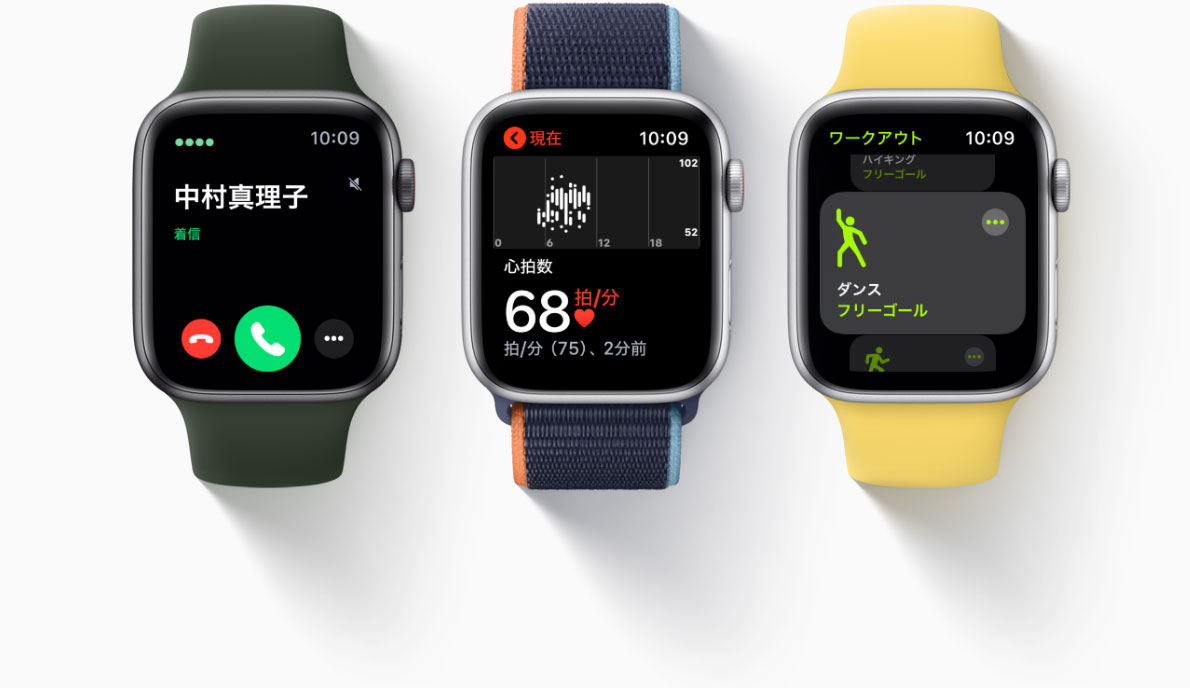 10:09
中村真理子
着信
現在
10:09
102
52
0 6 12 18
心拍数
68拍/分
拍/分（75）、2分前
ワークアウト
10:09
ハイキング
フリーゴール
ダンス
フリーゴール